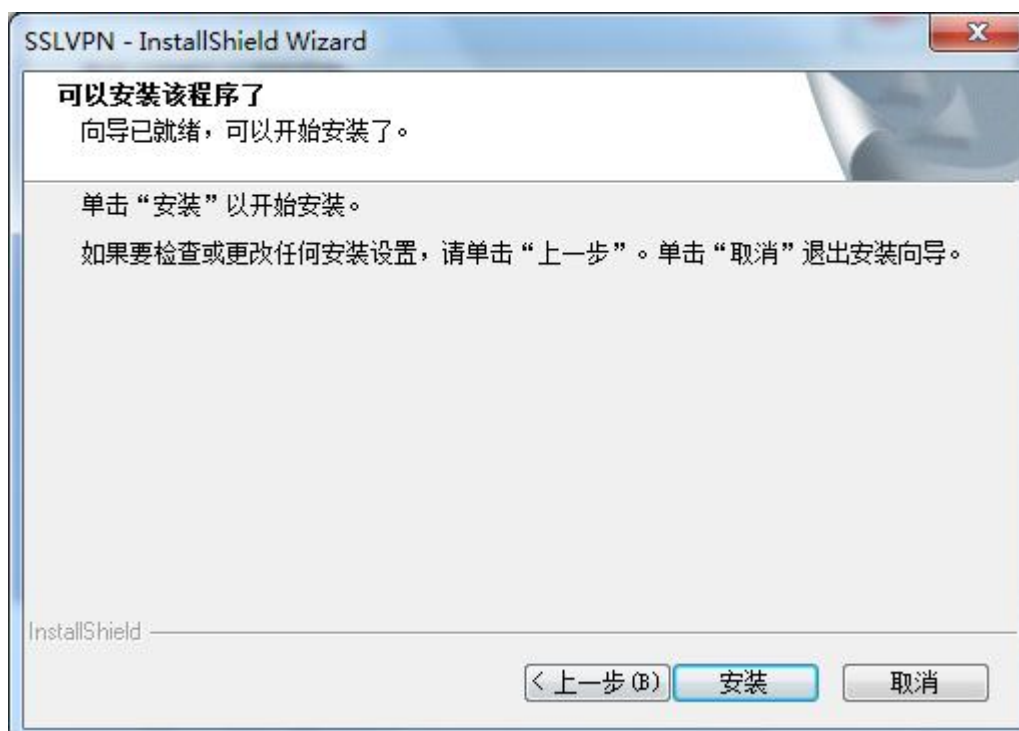 SSLVPN - InstallShield Wizard
可以安装该程序了
向导已就绪，可以开始安装了。
单击“安装”以开始安装。
如果要检查或更改任何安装设置，请单击“上一步”。单击“取消”退出安装向导。
InstallShield
< 上一步(B)  安装  取消